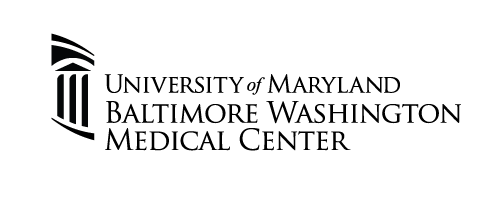 University of Maryland
Baltimore Washington
Medical Center